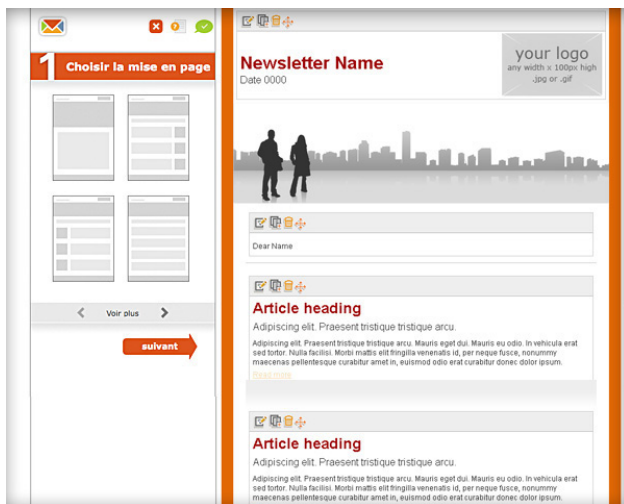 1 Choisir la mise en page
Voir plus
suivant
Newsletter Name
Date 0000
your logo
any width x 100px high
.jpg or .gif
Dear Name
Article heading
Adipiscing elit. Praesent tristique tristique arcu.
Adipiscing elit. Praesent tristique tristique arcu. Mauris eget dui. Mauris eu odio. In vehicula erat
sed tortor. Nulla facilisi. Morbi mattis elit fringilla venenatis id, per neque fusce, nonummy
maecenas pellentesque curabitur amet in, euismod odio erat curabitur donec dolor ipsum.
Read more
Article heading
Adipiscing elit. Praesent tristique tristique arcu.
Adipiscing elit. Praesent tristique tristique arcu. Mauris eget dui. Mauris eu odio. In vehicula erat
sed tortor. Nulla facilisi. Morbi mattis elit fringilla venenatis id, per neque fusce, nonummy
maecenas pellentesque curabitur amet in, euismod odio erat curabitur donec dolor ipsum.